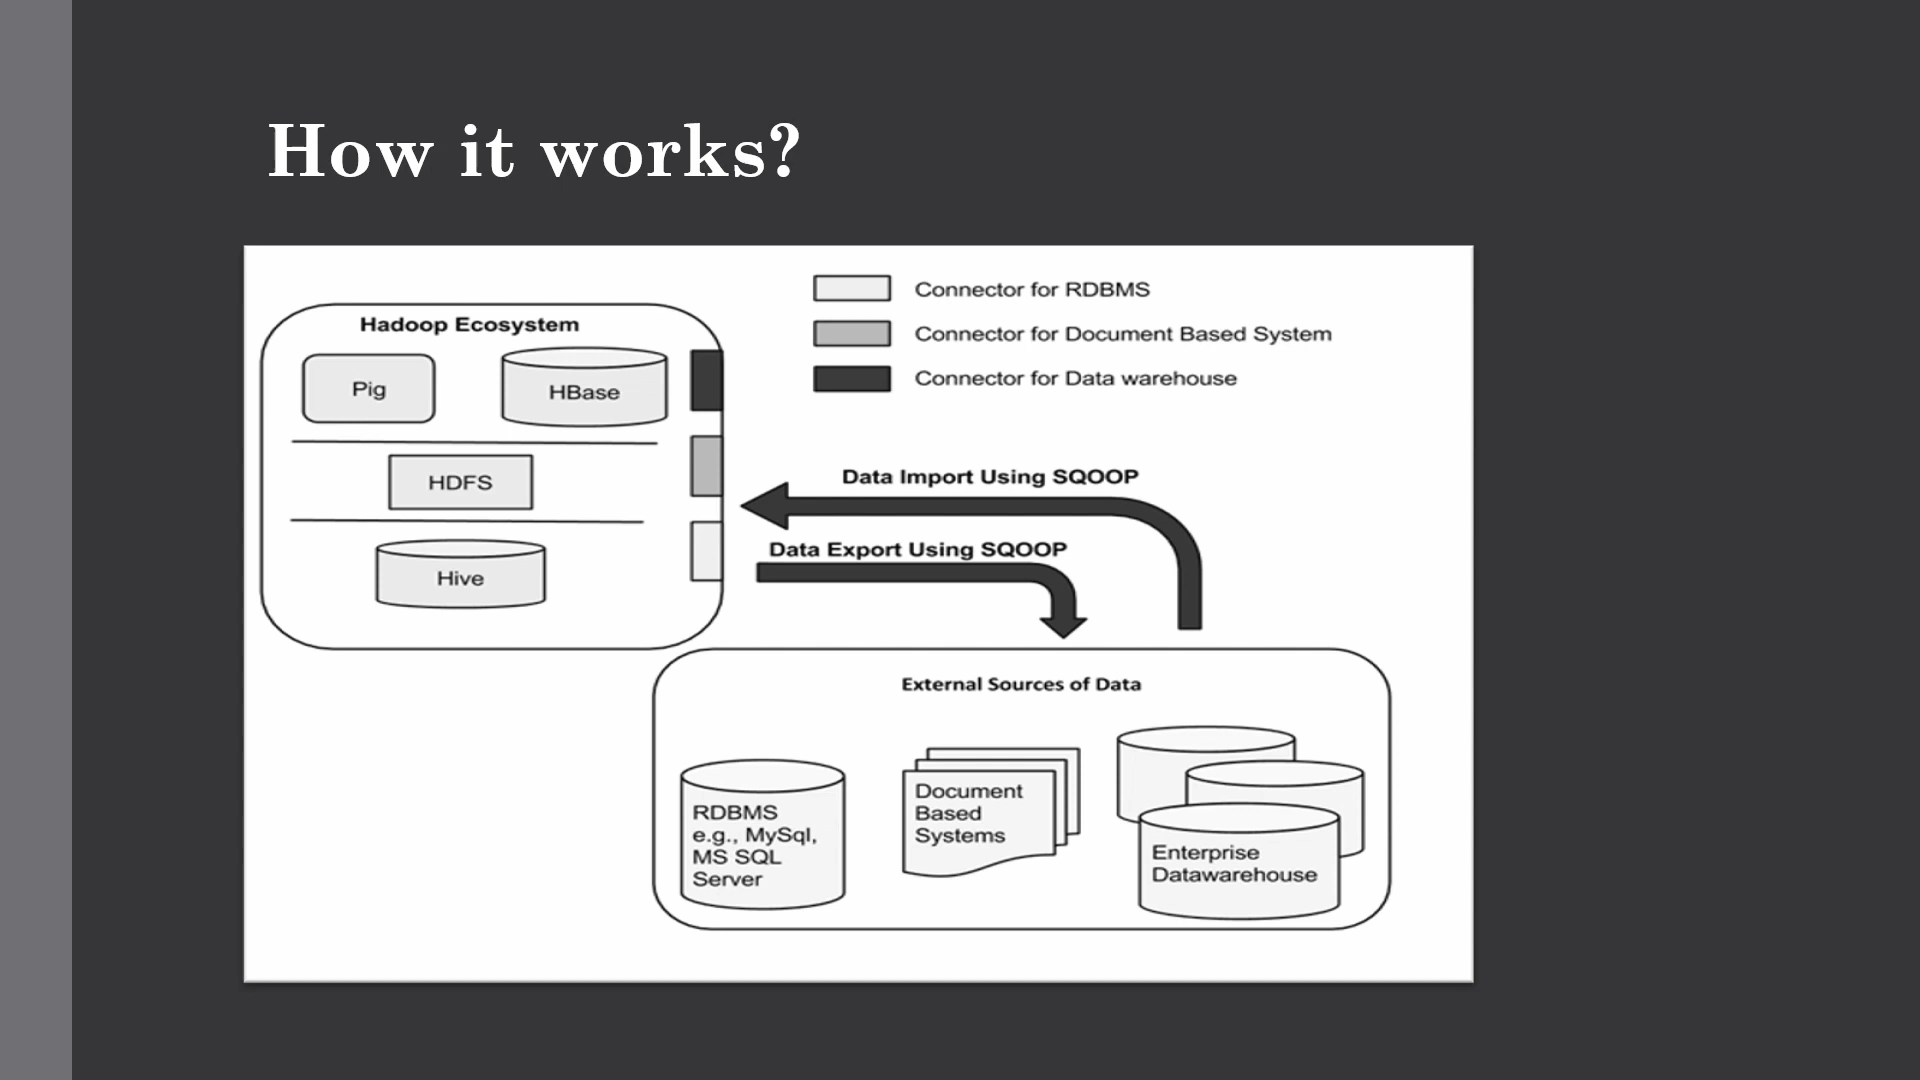 How it works?
Connector for RDBMS
Connector for Document Based System
Connector for Data warehouse
Hadoop Ecosystem
Pig
HBase
HDFS
Hive
Data Import Using SQOOP
Data Export Using SQOOP
External Sources of Data
RDBMS
e.g., MySql,
MS SQL
Server
Document
Based
Systems
Enterprise
Datawarehouse